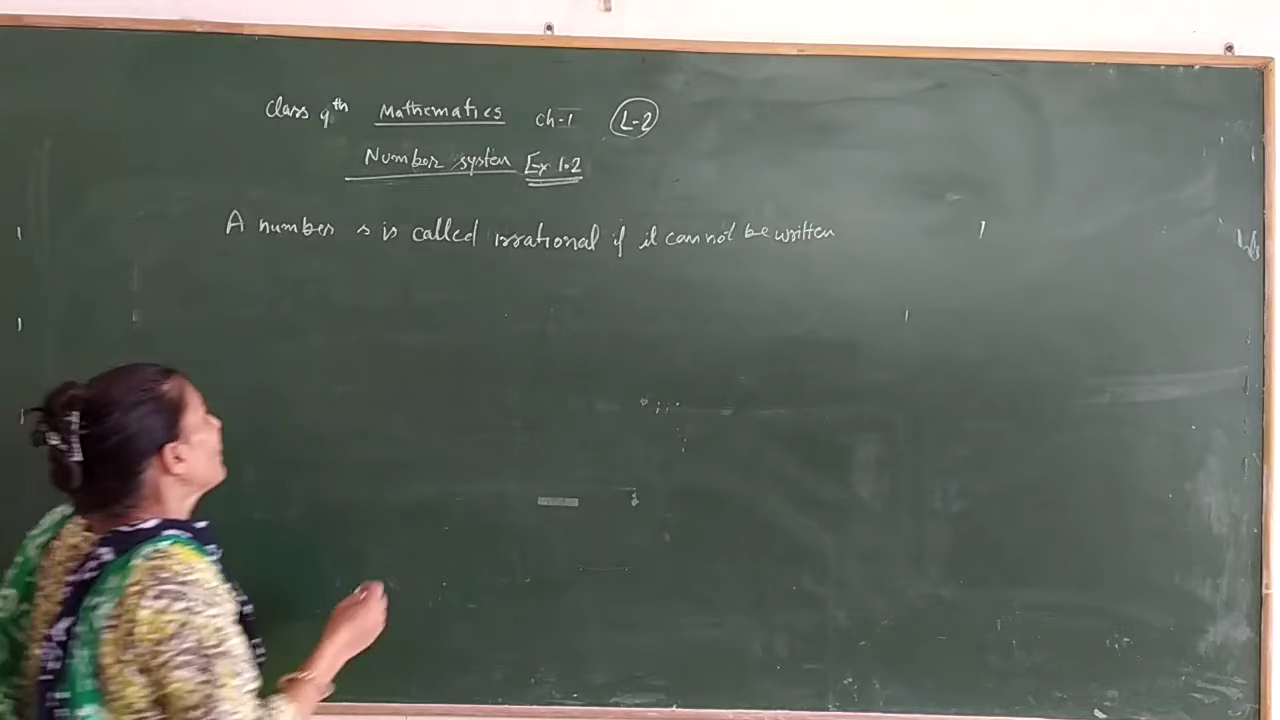 Class 9th Mathematics ch-1 L-2
Number system Ex 1.2
A number s is called irrational if it cannot be written